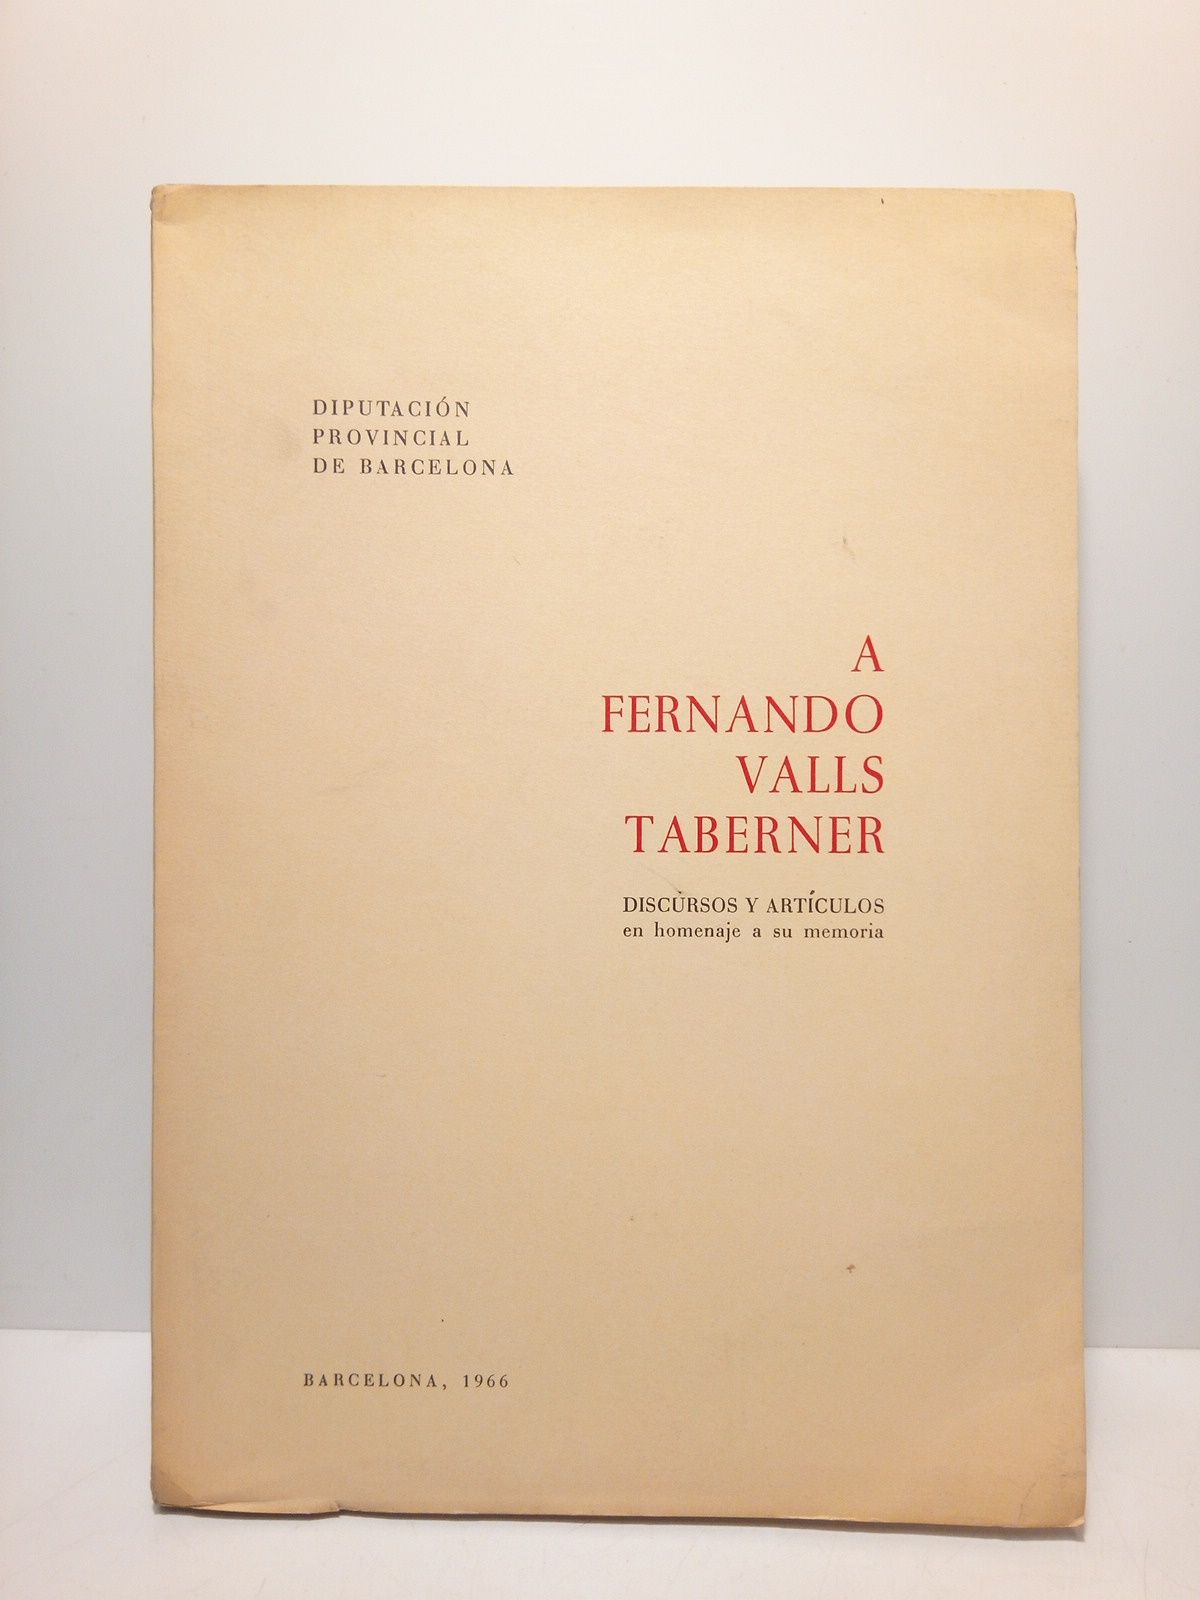 DIPUTACIÓN
PROVINCIAL
DE BARCELONA
A
FERNANDO
VALLS
TABERNER
DISCURSOS Y ARTÍCULOS
en homenaje a su memoria
BARCELONA, 1966